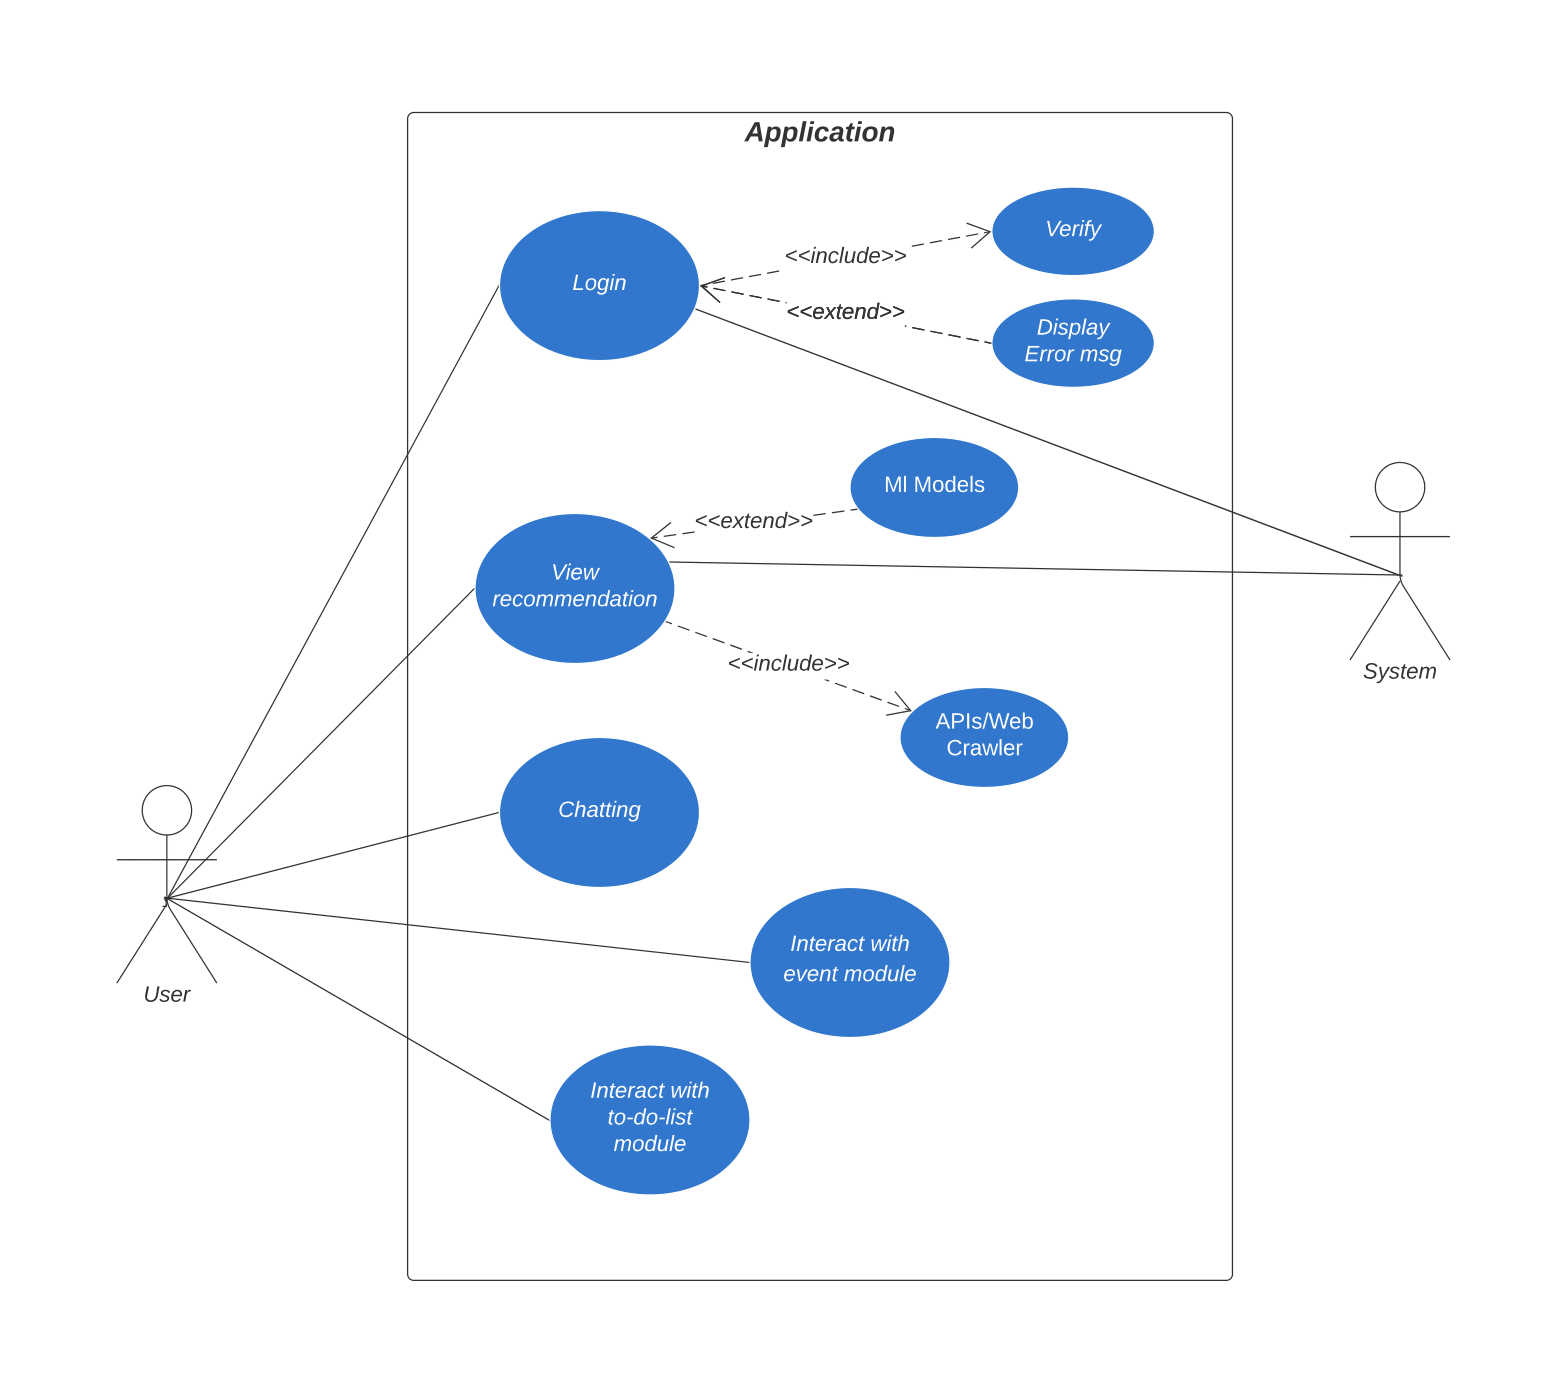 Application
Login
<<include>>
Verify
<<extend>>
Display
Error msg
Ml Models
<<extend>>
View
recommendation
<<include>>
APIs/Web
Crawler
System
Chatting
Interact with
event module
User
Interact with
to-do-list
module